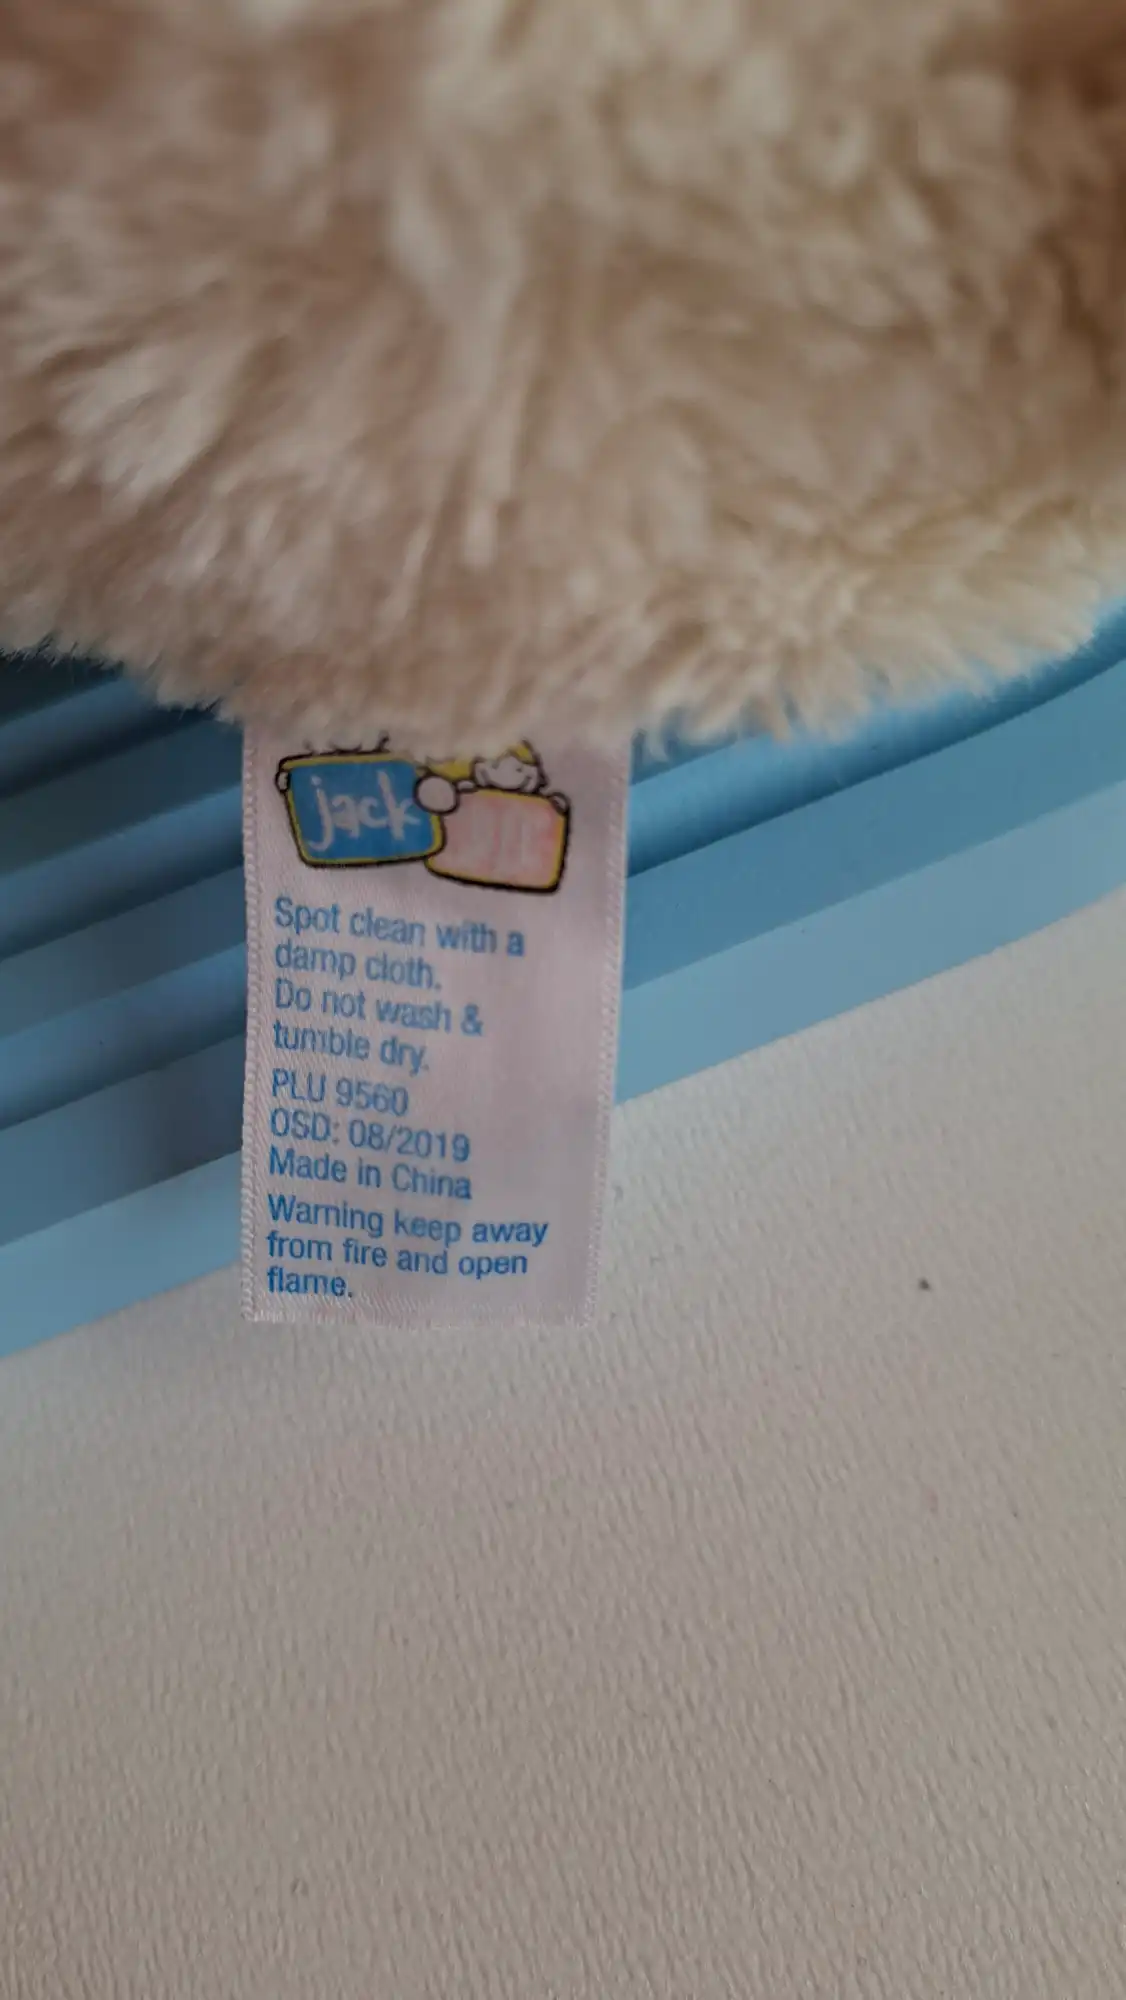 jack
Spot clean with a
damp cloth.
Do not wash &
tumble dry.
PLU 9560
OSD: 08/2019
Made in China
Warning keep away
from fire and open
flame.